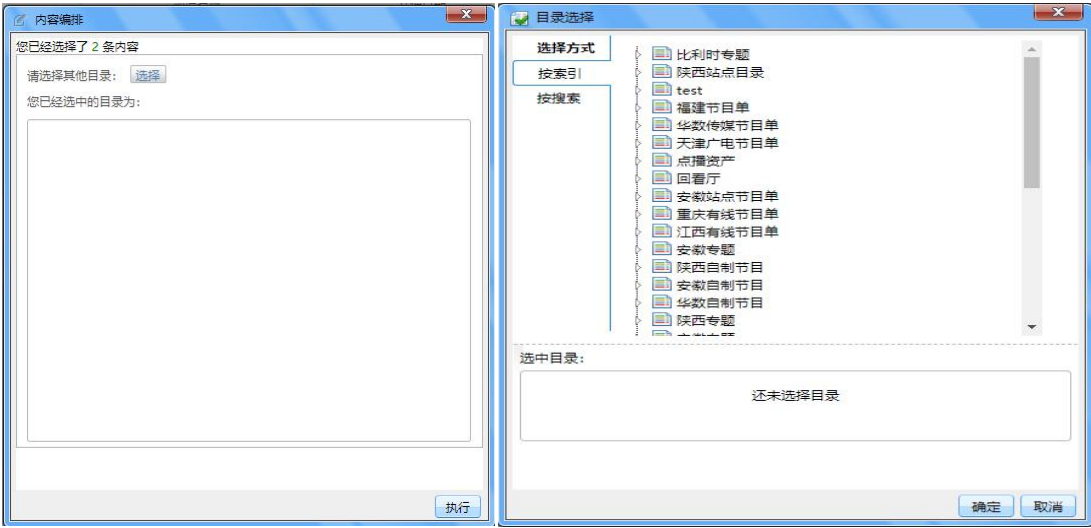 内容编排
您已经选择了 2 条内容
请选择其他目录： 选择
您已经选中的目录为：
执行
目录选择
选择方式
按索引
按搜索
比利时专题
陕西站点目录
test
福建节目单
华数传媒节目单
天津广电节目单
点播资产
回看厅
安徽站点节目单
重庆有线节目单
江西有线节目单
安徽专题
陕西自制节目
安徽自制节目
华数自制节目
陕西专题
选中目录：
还未选择目录
确定 取消